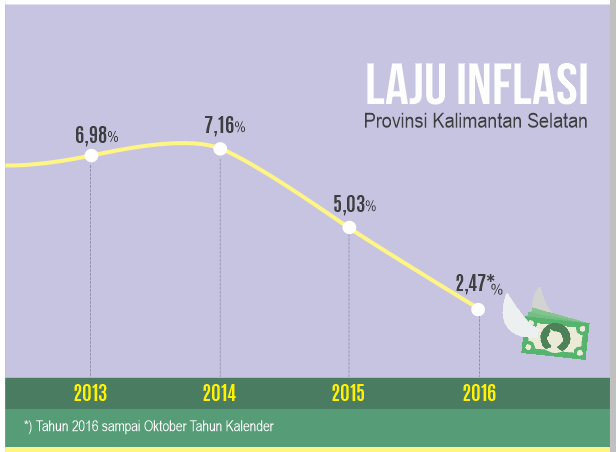 LAJU INFLASI
Provinsi Kalimantan Selatan
6,98%
7,16%
5,03%
2,47*%
2013 2014 2015 2016
*) Tahun 2016 sampai Oktober Tahun Kalender